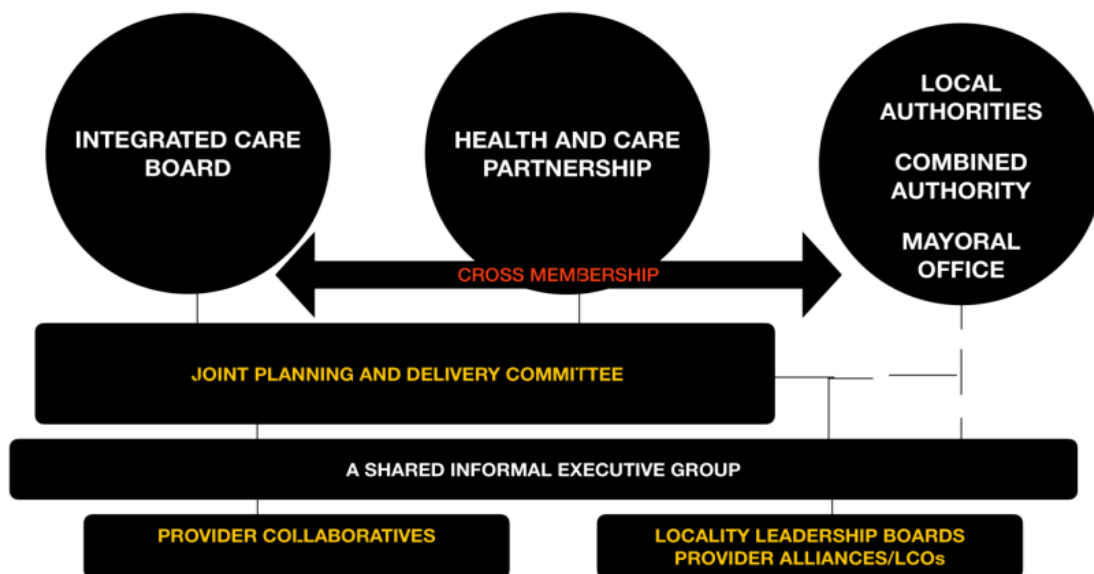 INTEGRATED CARE
BOARD
HEALTH AND CARE
PARTNERSHIP
LOCAL
AUTHORITIES
COMBINED
AUTHORITY
MAYORAL
OFFICE
CROSS MEMBERSHIP
JOINT PLANNING AND DELIVERY COMMITTEE
A SHARED INFORMAL EXECUTIVE GROUP
PROVIDER COLLABORATIVES
LOCALITY LEADERSHIP BOARDS
PROVIDER ALLIANCES/LCOs